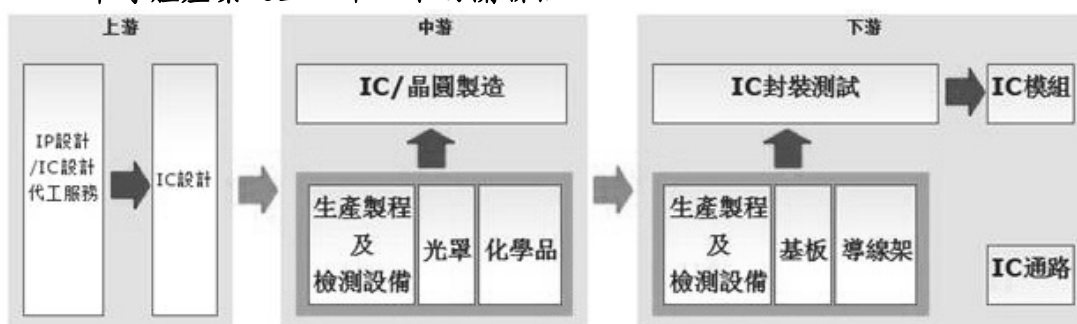 上游
IP設計
/IC設計
代工服務
IC設計
中游
IC/晶圓製造
生產製程
及
檢測設備
光罩
化學品
下游
IC封裝測試
IC模組
生產製程
及
檢測設備
基板
導線架
IC通路